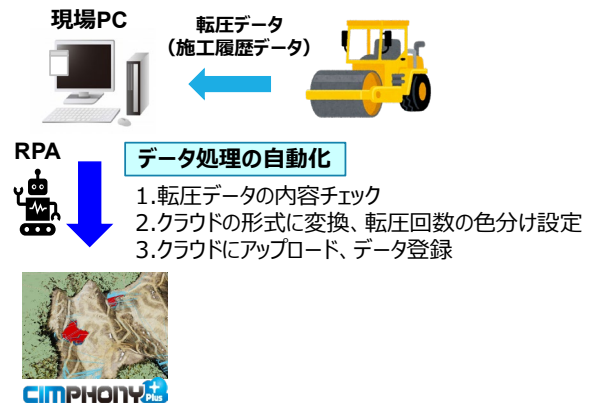 現場PC
転圧データ
（施工履歴データ）
RPA
データ処理の自動化
1.転圧データの内容チェック
2.クラウドの形式に変換、転圧回数の色分け設定
3.クラウドにアップロード、データ登録
CIMPHONY Plus